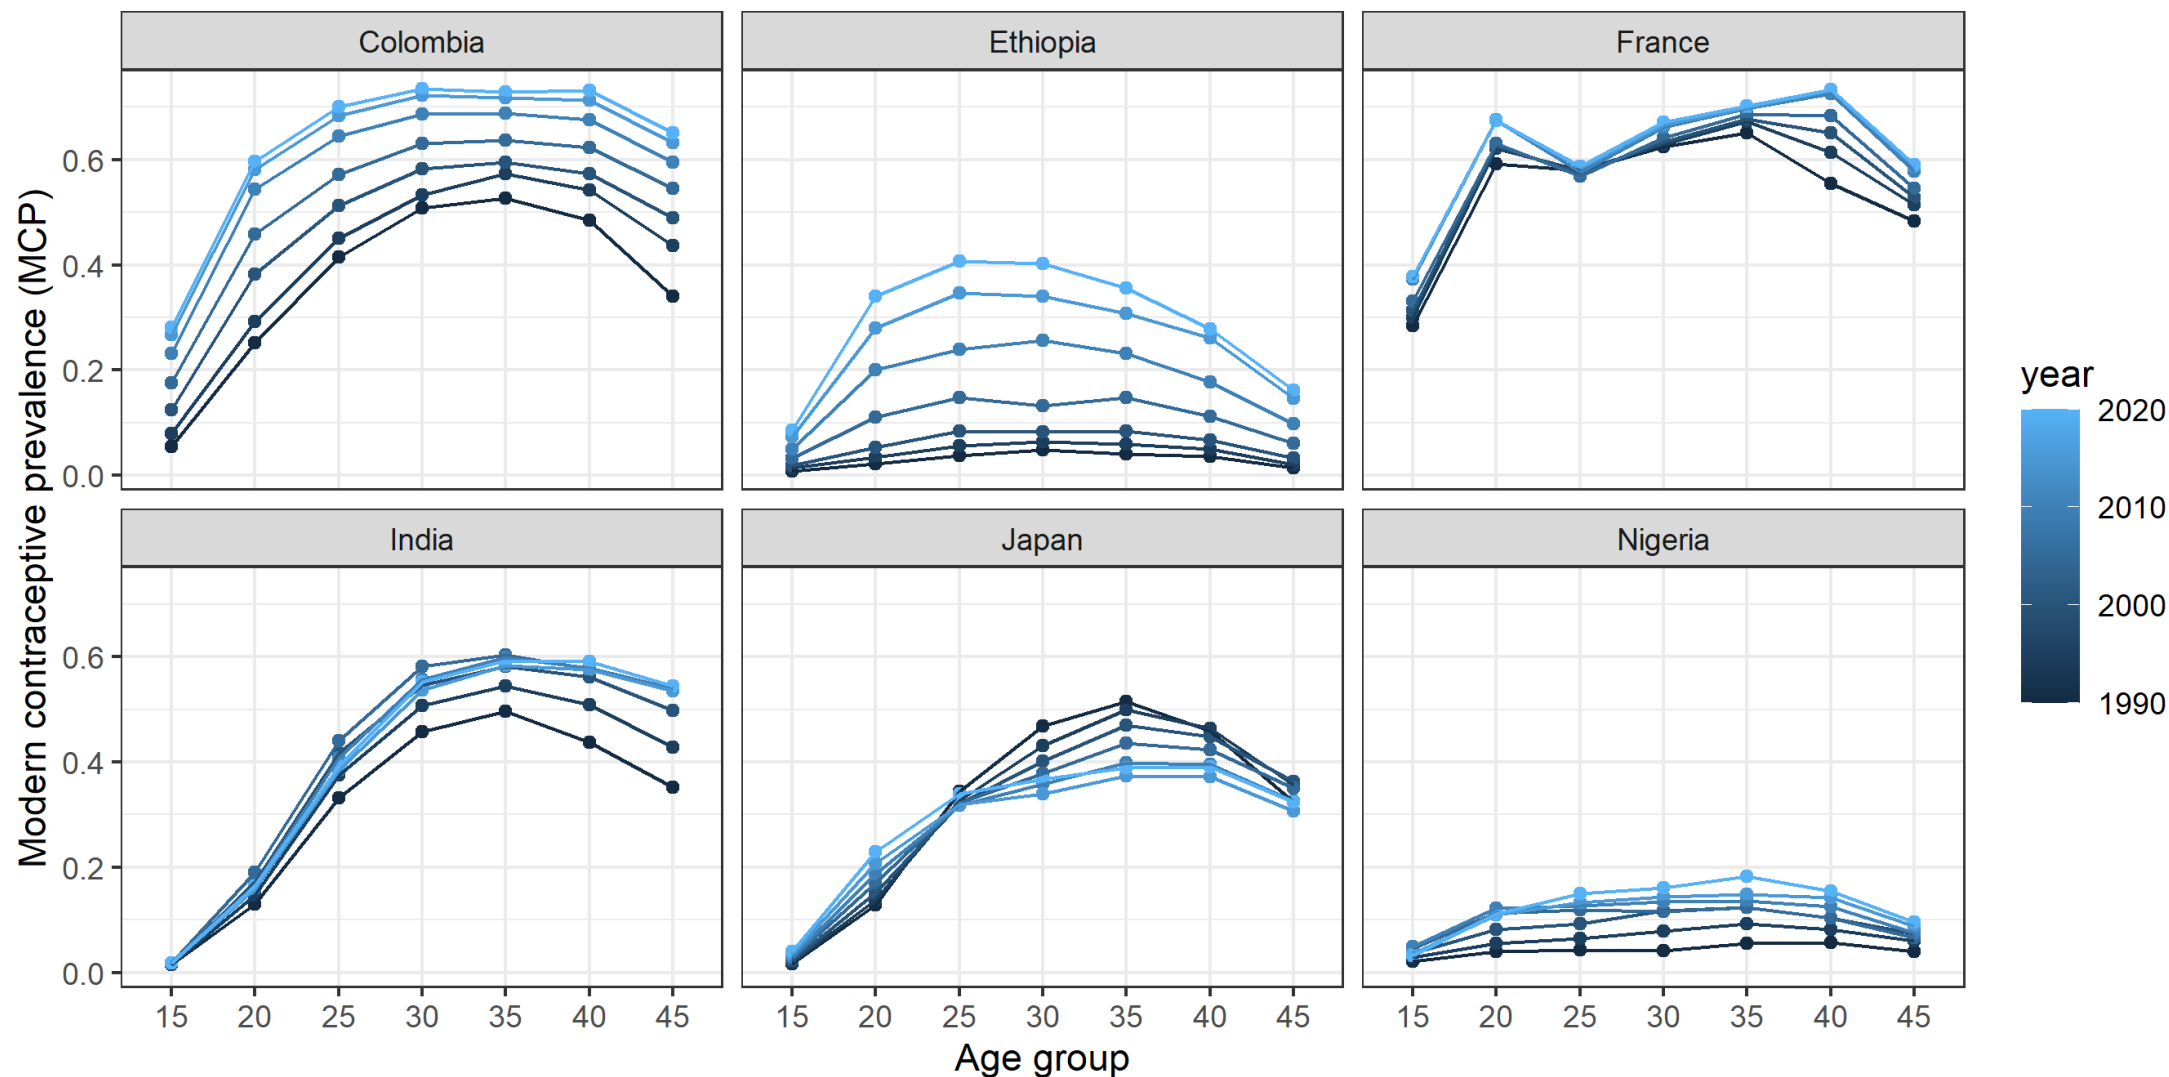 Colombia
Ethiopia
France
Modern contraceptive prevalence (MCP)
0.6
0.4
0.2
0.0
India
Japan
Nigeria
0.6
0.4
0.2
0.0
15 20 25 30 35 40 45
15 20 25 30 35 40 45
15 20 25 30 35 40 45
Age group
year
2020
2010
2000
1990